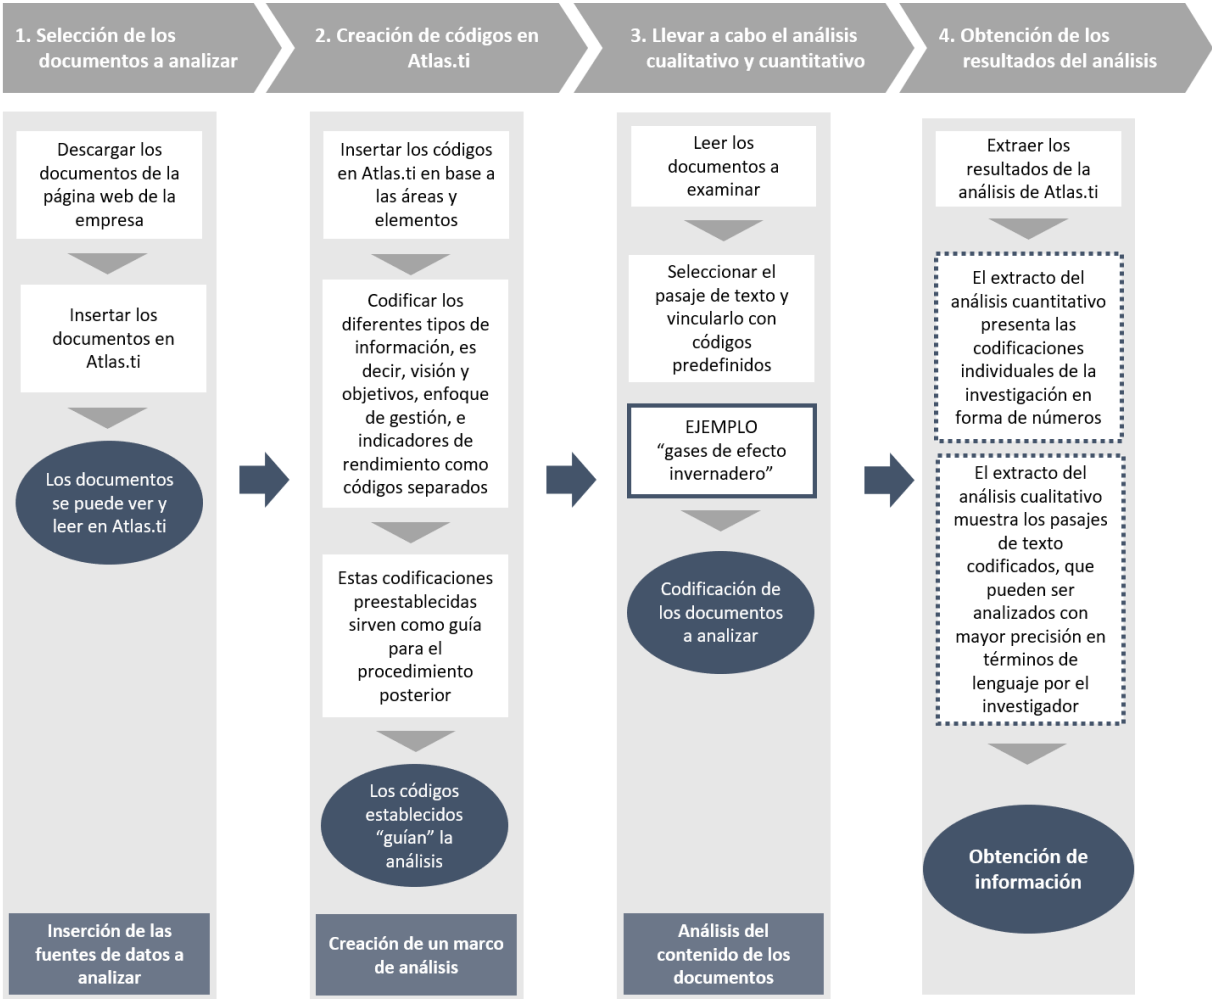 1. Selección de los
documentos a analizar
2. Creación de códigos en
Atlas.ti
3. Llevar a cabo el análisis
cualitativo y cuantitativo
4. Obtención de los
resultados del análisis
Descargar los
documentos de la
página web de la
empresa
Insertar los
documentos en
Atlas.ti
Los documentos
se puede ver y
leer en Atlas.ti
Inserción de las
fuentes de datos a
analizar
Insertar los códigos
en Atlas.ti en base a
las áreas y
elementos
Codificar los
diferentes tipos de
información, es
decir, visión y
objetivos, enfoque
de gestión, e
indicadores de
rendimiento como
códigos separados
Estas codificaciones
preestablecidas
sirven como guía
para el
procedimiento
posterior
Los códigos
establecidos
“guían” la
análisis
Creación de un marco
de análisis
Leer los
documentos a
examinar
Seleccionar el
pasaje de texto y
vincularlo con
códigos
predefinidos
EJEMPLO
“gases de efecto
invernadero”
Codificación de
los documentos
a analizar
Análisis del
contenido de los
documentos
Extraer los
resultados de la
análisis de Atlas.ti
El extracto del
análisis cuantitativo
presenta las
codificaciones
individuales de la
investigación en
forma de números
El extracto del
análisis cualitativo
muestra los pasajes
de texto
codificados, que
pueden ser
analizados con
mayor precisión en
términos de
lenguaje por el
investigador
Obtención de
información